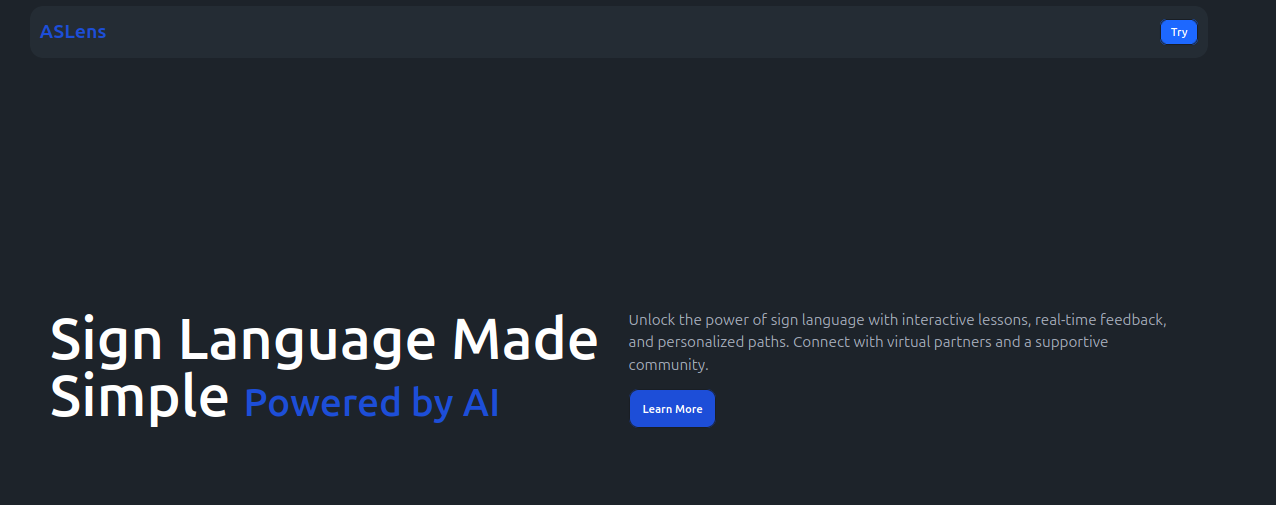 ASLens
Try
Sign Language Made
Simple Powered by AI
Unlock the power of sign language with interactive lessons, real-time feedback,
and personalized paths. Connect with virtual partners and a supportive
community.
Learn More